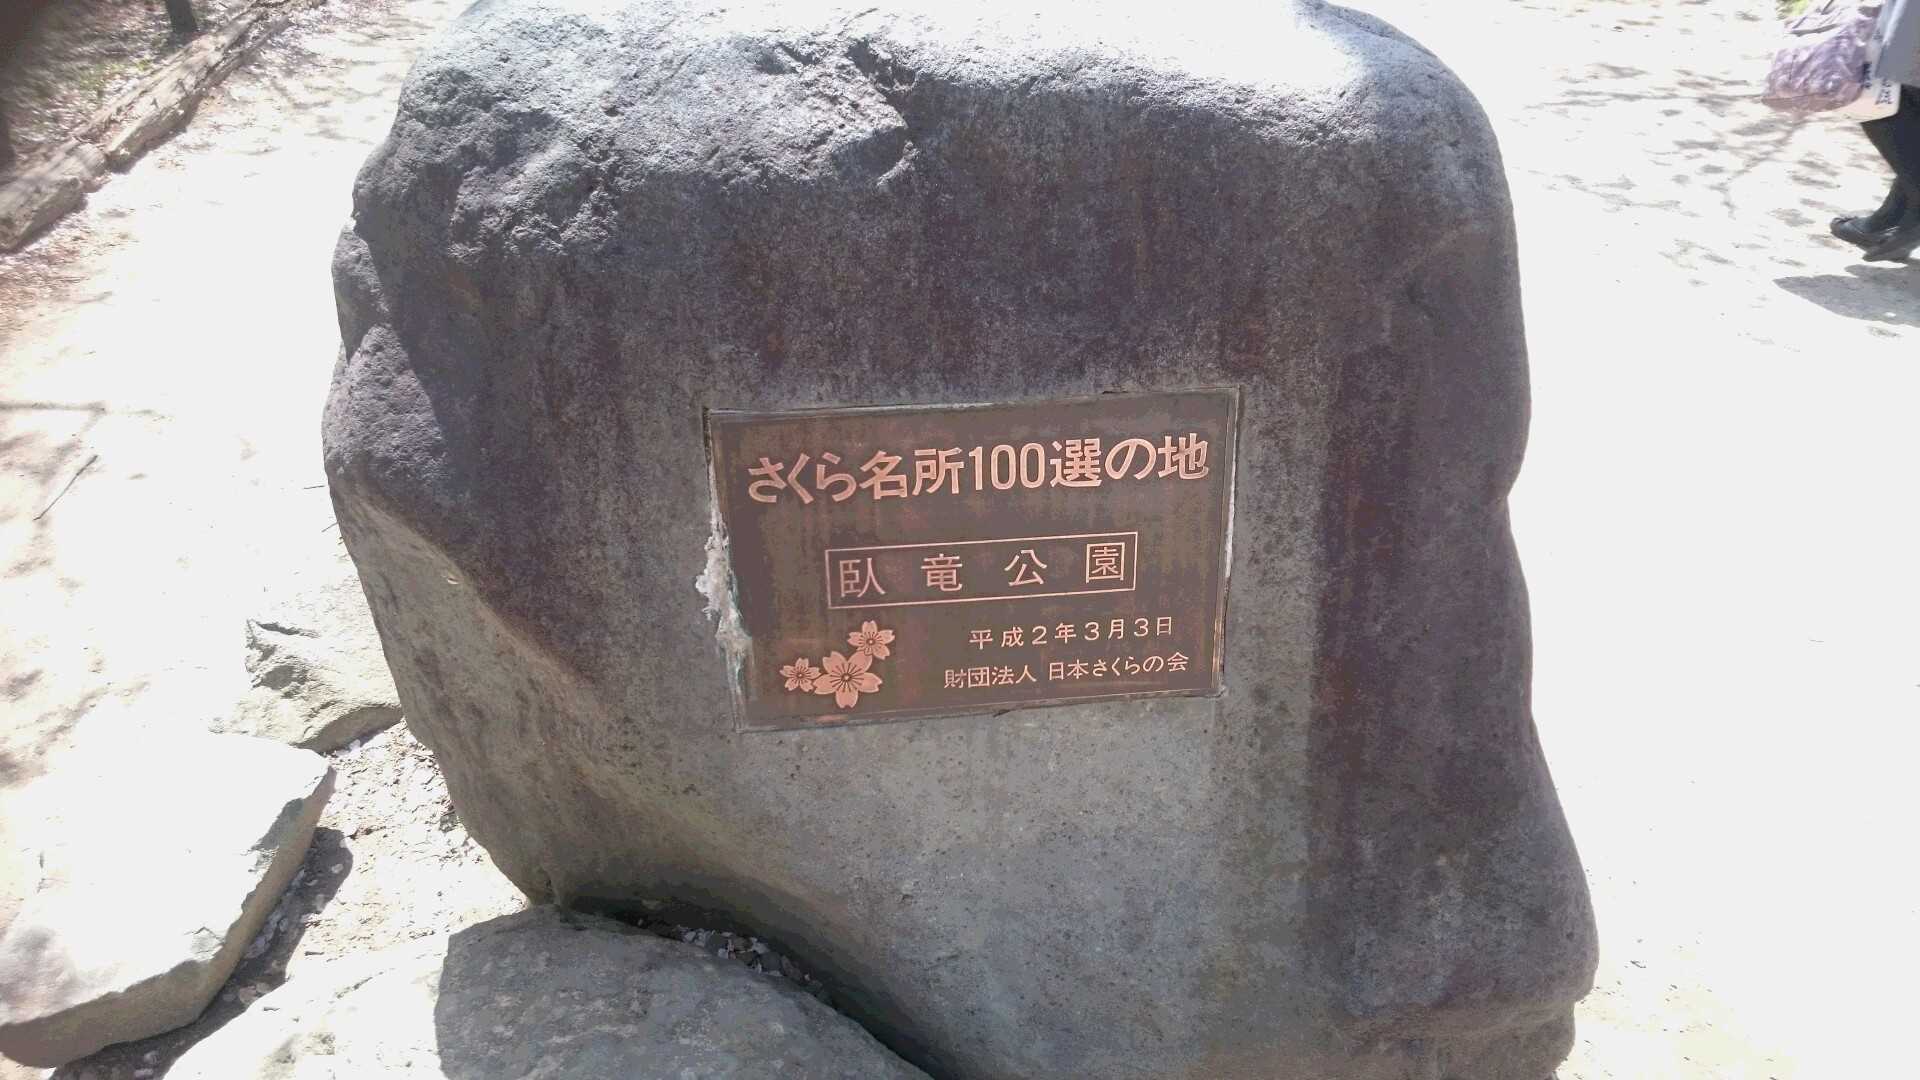 さくら名所100選の地
臥竜公園
平成2年3月3日
財団法人 日本さくらの会